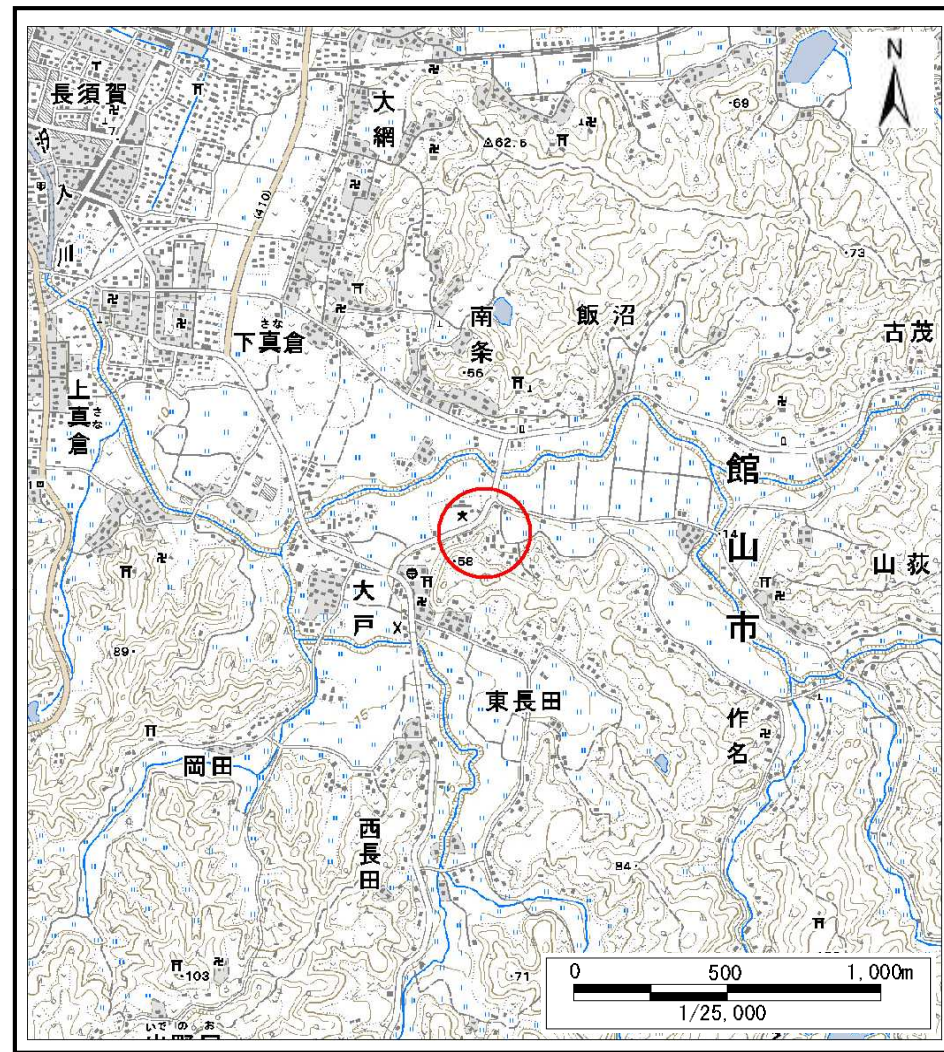 N
長須賀
大網
・69
62.6
汐入川
(410)
・73
南条
飯沼
さな
下真倉
古茂
・56
上真倉
さな
10
館山市
14
山荻
・58
大戸
89・
東長田
作名
15
岡田
西長田
84・
・103
・71
いでのお
0 500 1,000m
1/25,000